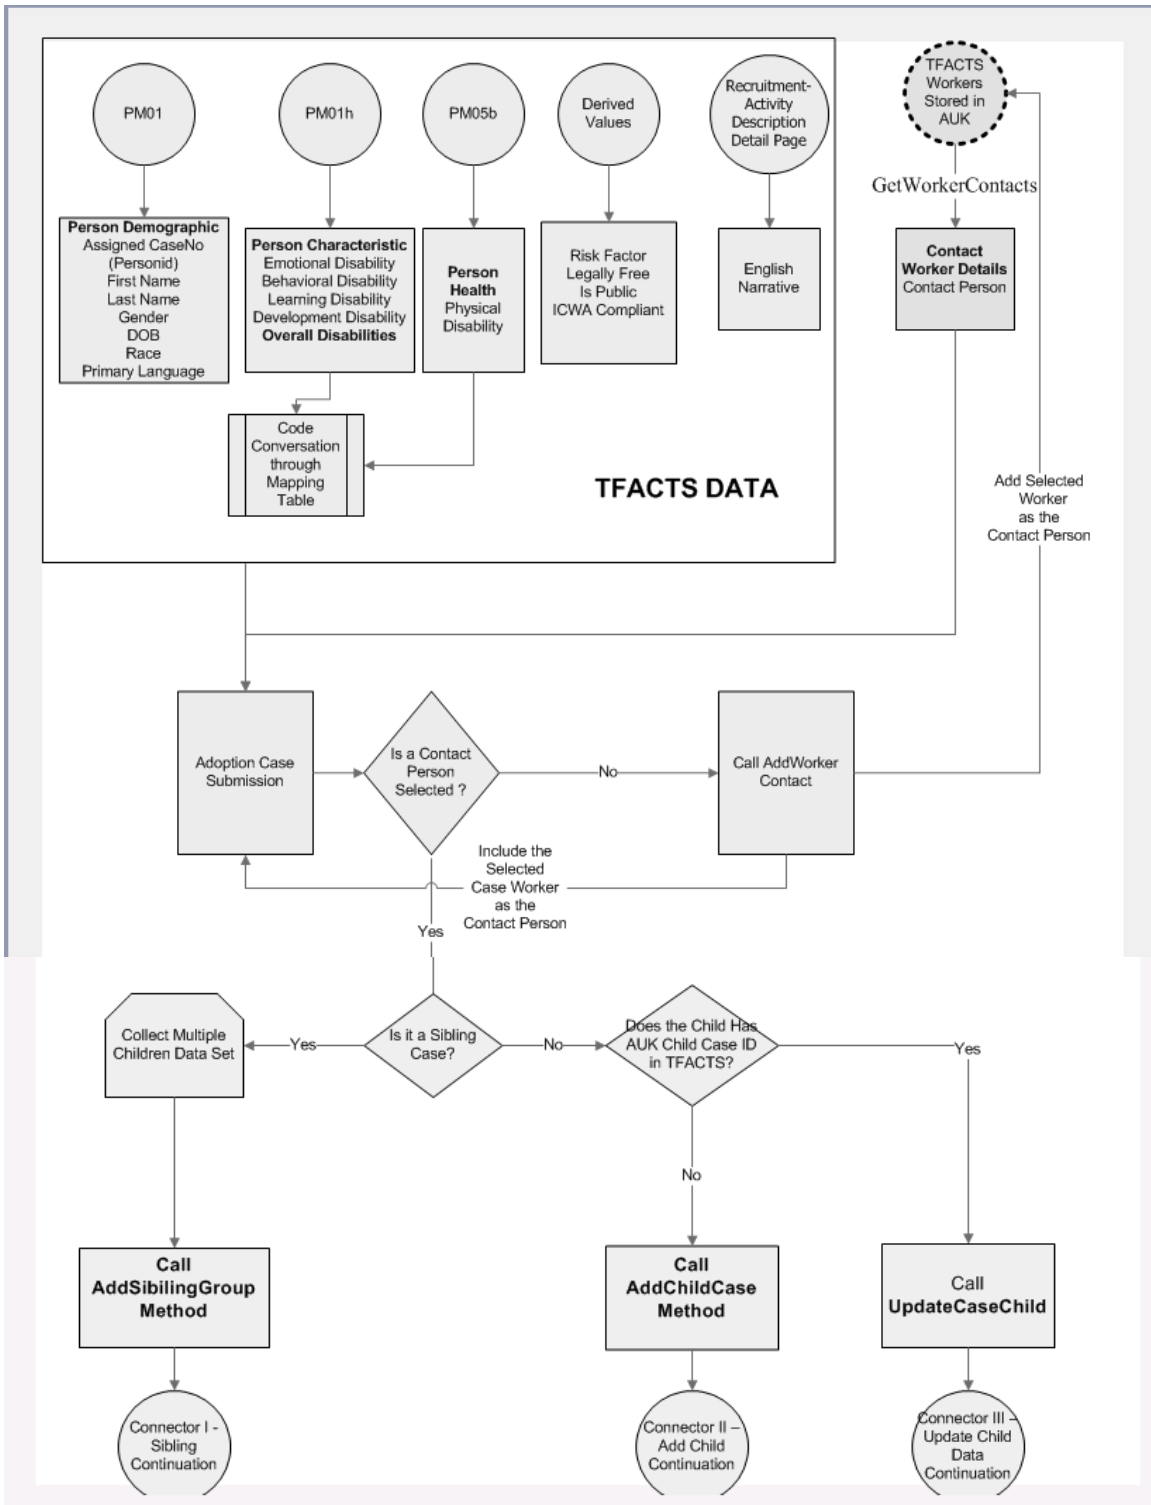 PM01
PM01h
PM05b
Derived
Values
Recruitment-
Activity
Description
Detail Page
TFACTS
Workers
Stored in
AUK
GetWorkerContacts
Person Demographic
Assigned CaseNo
(Personid)
First Name
Last Name
Gender
DOB
Race
Primary Language
Person Characteristic
Emotional Disability
Behavioral Disability
Learning Disability
Development Disability
Overall Disabilities
Person
Health
Physical
Disability
Risk Factor
Legally Free
Is Public
ICWA Compliant
English
Narrative
Contact
Worker Details
Contact Person
Code
Conversation
through
Mapping
Table
TFACTS DATA
Add Selected
Worker
as the
Contact Person
Adoption Case
Submission
Is a Contact
Person
Selected ?
No
Call AddWorker
Contact
Include the
Selected
Case Worker
as the
Contact Person
Yes
Collect Multiple
Children Data Set
Yes
Is it a Sibling
Case?
No
Does the Child Has
AUK Child Case ID
in TFACTS?
Yes
No
Call
AddSibilingGroup
Method
Call
AddChildCase
Method
Call
UpdateCaseChild
Connector I -
Sibling
Continuation
Connector II –
Add Child
Continuation
Connector III –
Update Child
Data
Continuation